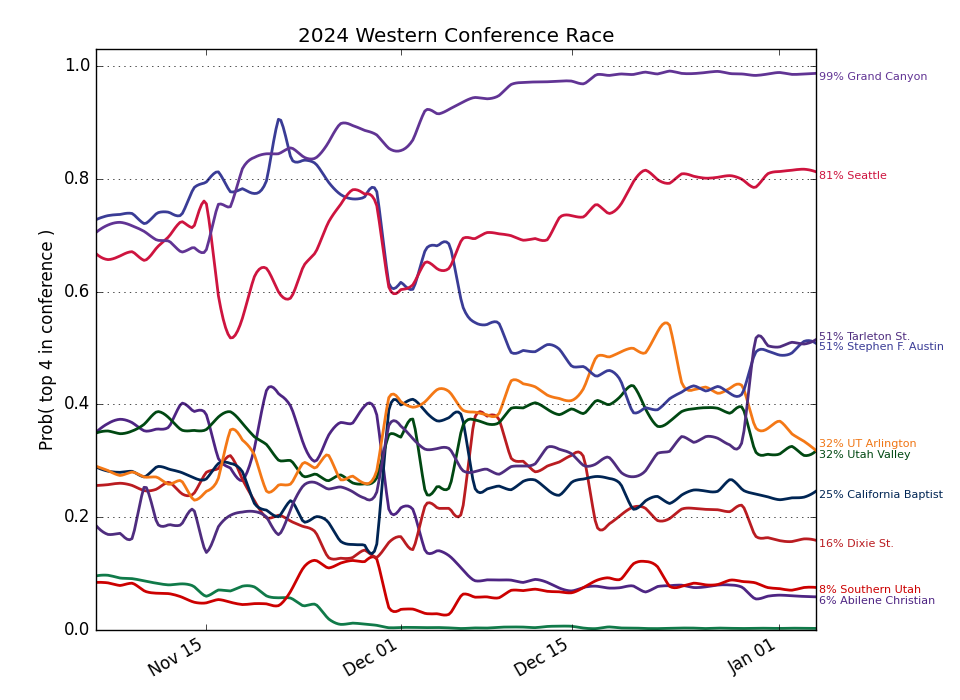 2024 Western Conference Race
Prob( top 4 in conference )
1.0
0.8
0.6
0.4
0.2
0.0
Nov 15
Dec 01
Dec 15
Jan 01
99% Grand Canyon
81% Seattle
51% Tarleton St.
51% Stephen F. Austin
32% UT Arlington
32% Utah Valley
25% California Baptist
16% Dixie St.
8% Southern Utah
6% Abilene Christian